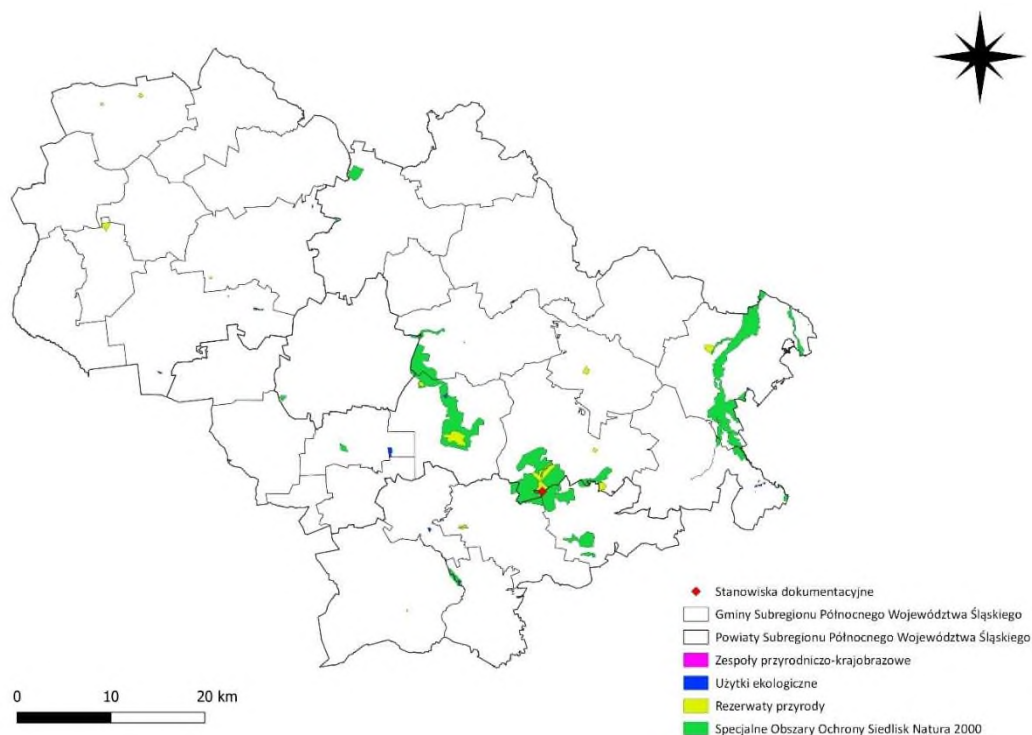 Stanowiska dokumentacyjne
Gminy Subregionu Północnego Województwa Śląskiego
Powiaty Subregionu Północnego Województwa Śląskiego
Zespoły przyrodniczo-krajobrazowe
Użytki ekologiczne
Rezerwaty przyrody
Specjalne Obszary Ochrony Siedlisk Natura 2000
0 10 20 km